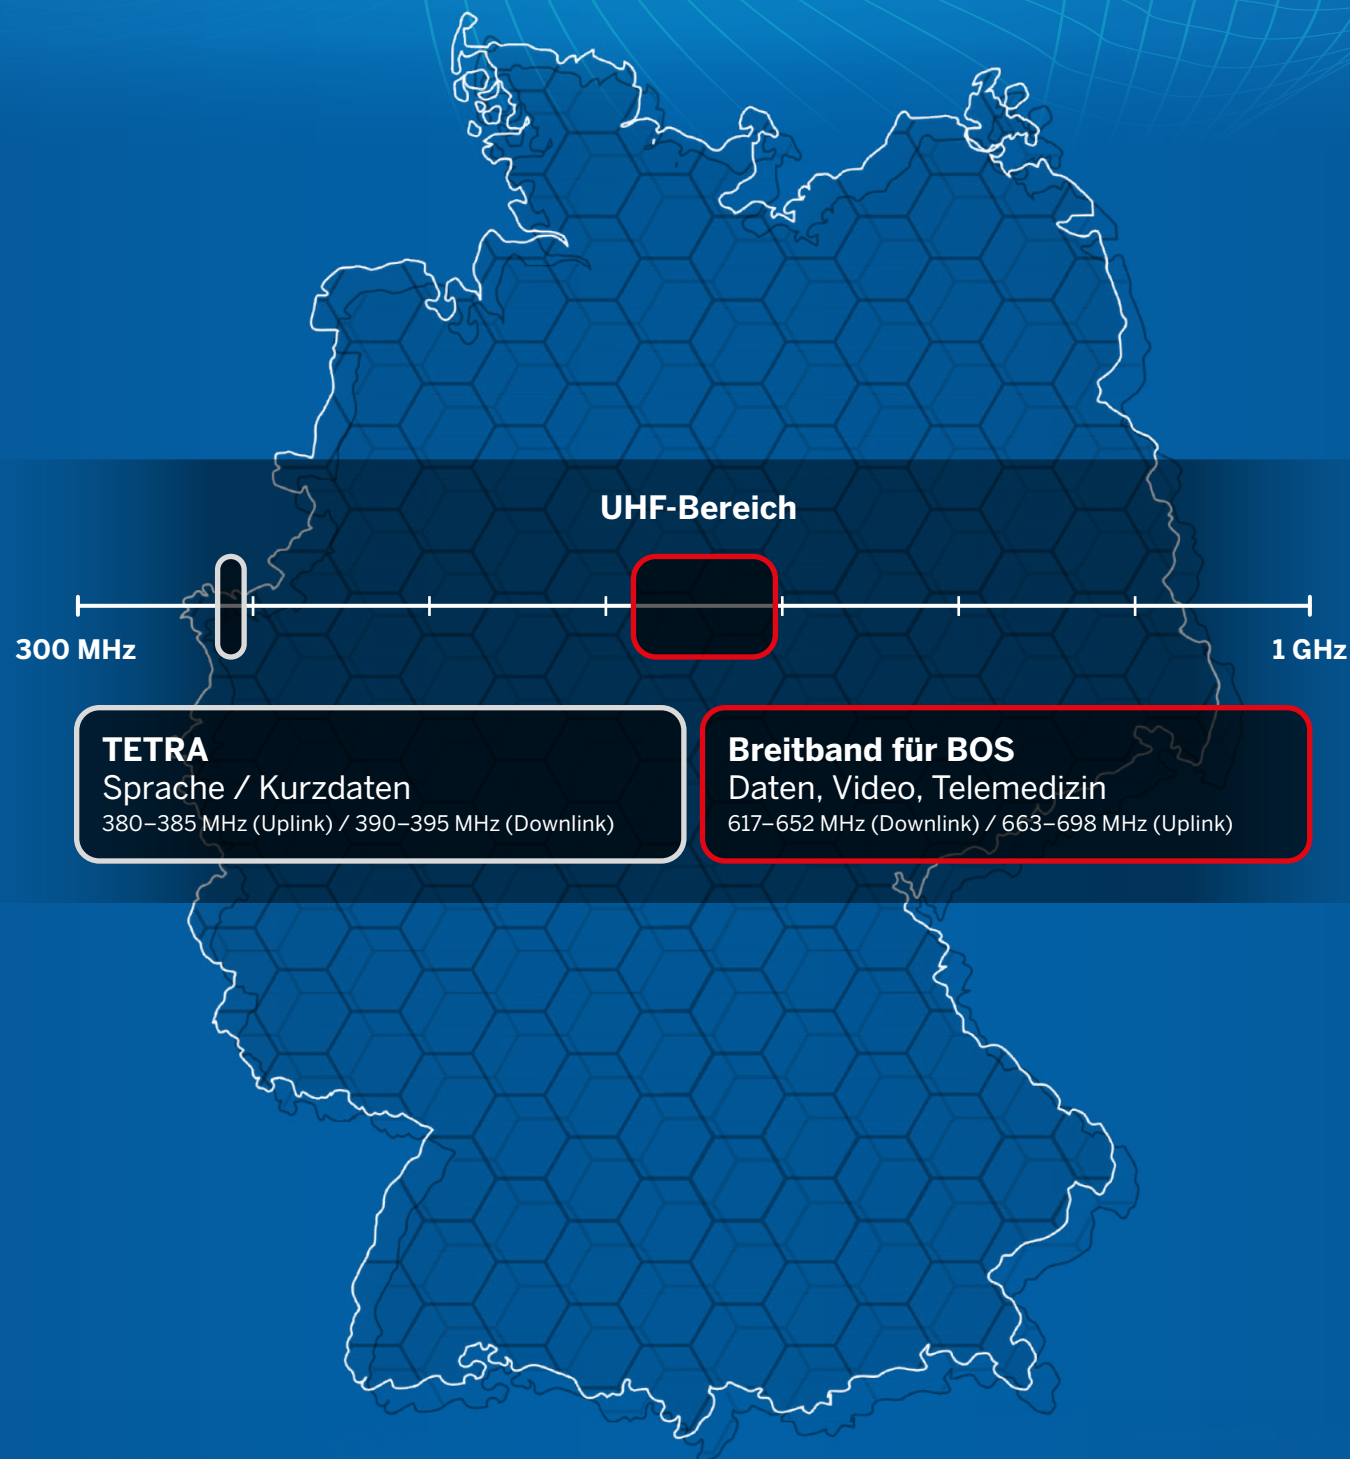 UHF-Bereich
300 MHz
1 GHz
TETRA
Sprache / Kurzdaten
380–385 MHz (Uplink) / 390–395 MHz (Downlink)
Breitband für BOS
Daten, Video, Telemedizin
617–652 MHz (Downlink) / 663–698 MHz (Uplink)